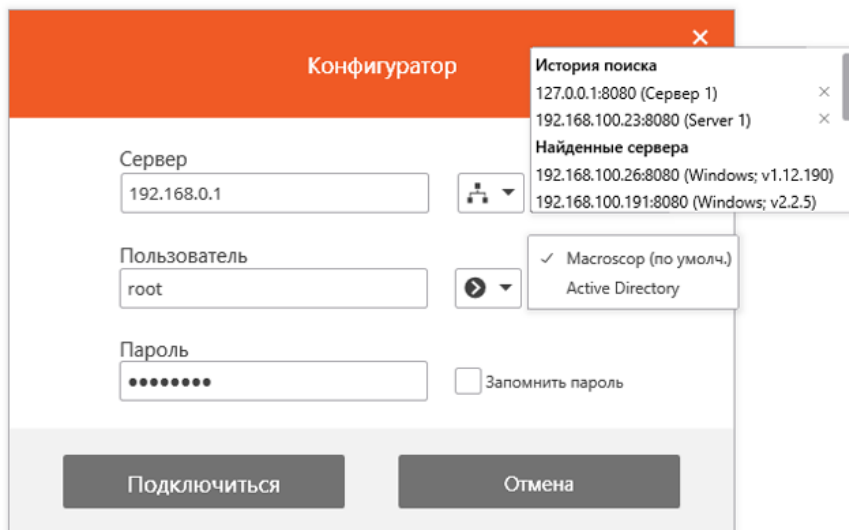 Конфигуратор
История поиска
127.0.0.1:8080 (Сервер 1)
192.168.100.23:8080 (Server 1)
Найденные сервера
192.168.100.26:8080 (Windows; v1.12.190)
192.168.100.191:8080 (Windows; v2.2.5)
Сервер
192.168.0.1
Пользователь
root
Macroscop (по умолч.)
Active Directory
Пароль
●●●●●●●●
Запомнить пароль
Подключиться
Отмена